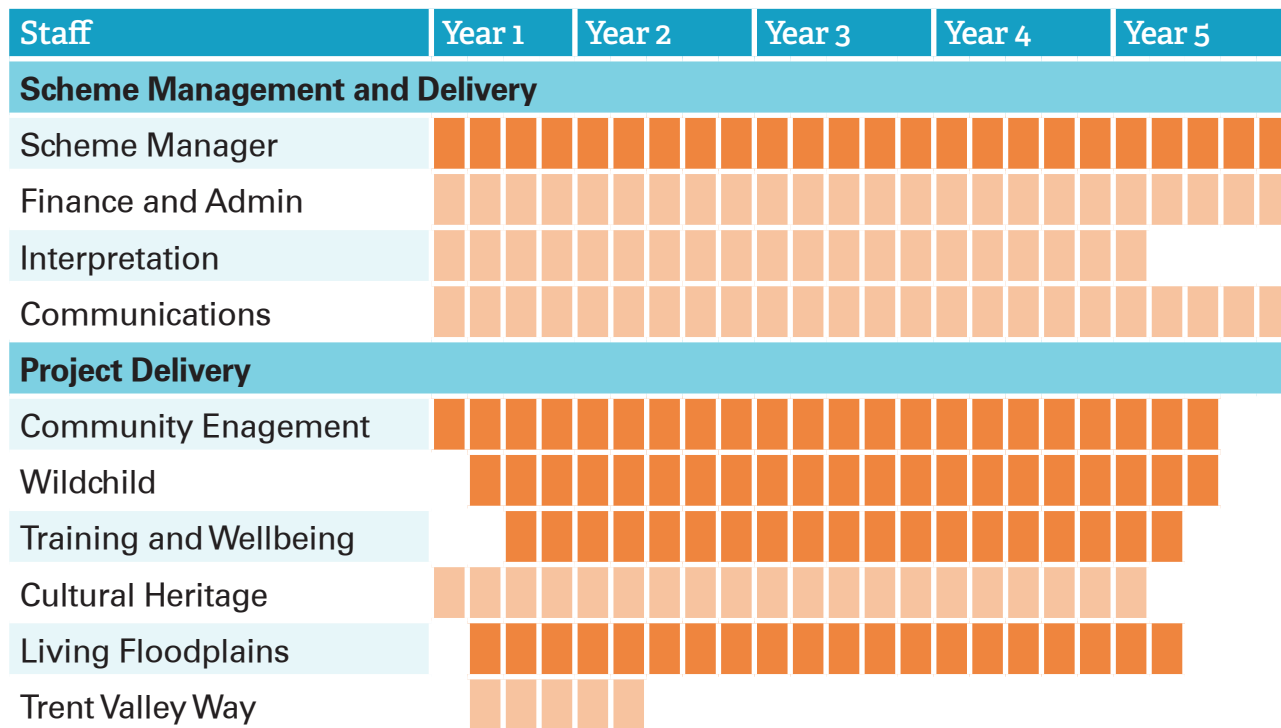 Staff Year 1 Year 2 Year 3 Year 4 Year 5
Scheme Management and Delivery
Scheme Manager
Finance and Admin
Interpretation
Communications
Project Delivery
Community Enagement
Wildchild
Training and Wellbeing
Cultural Heritage
Living Floodplains
Trent Valley Way